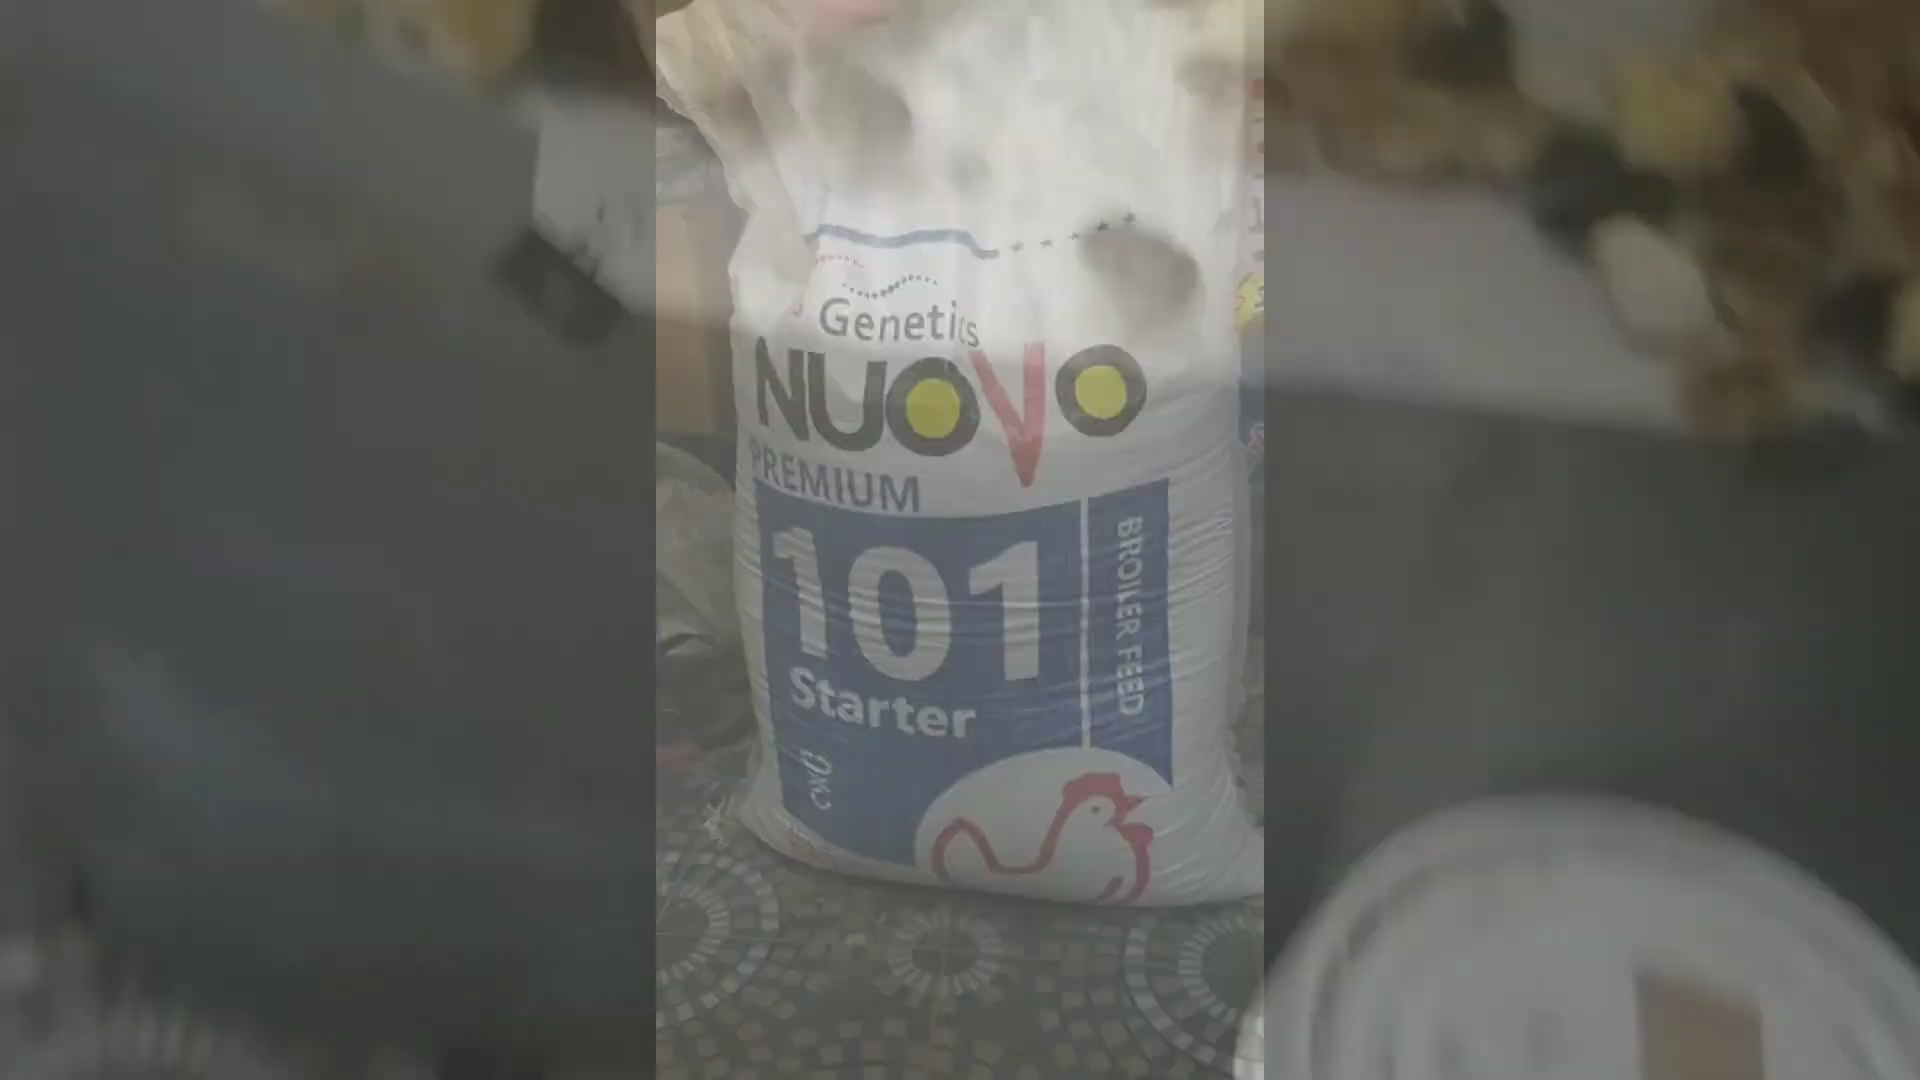 Genetics
NUOVO
PREMIUM
101
Starter
BROILER FEED